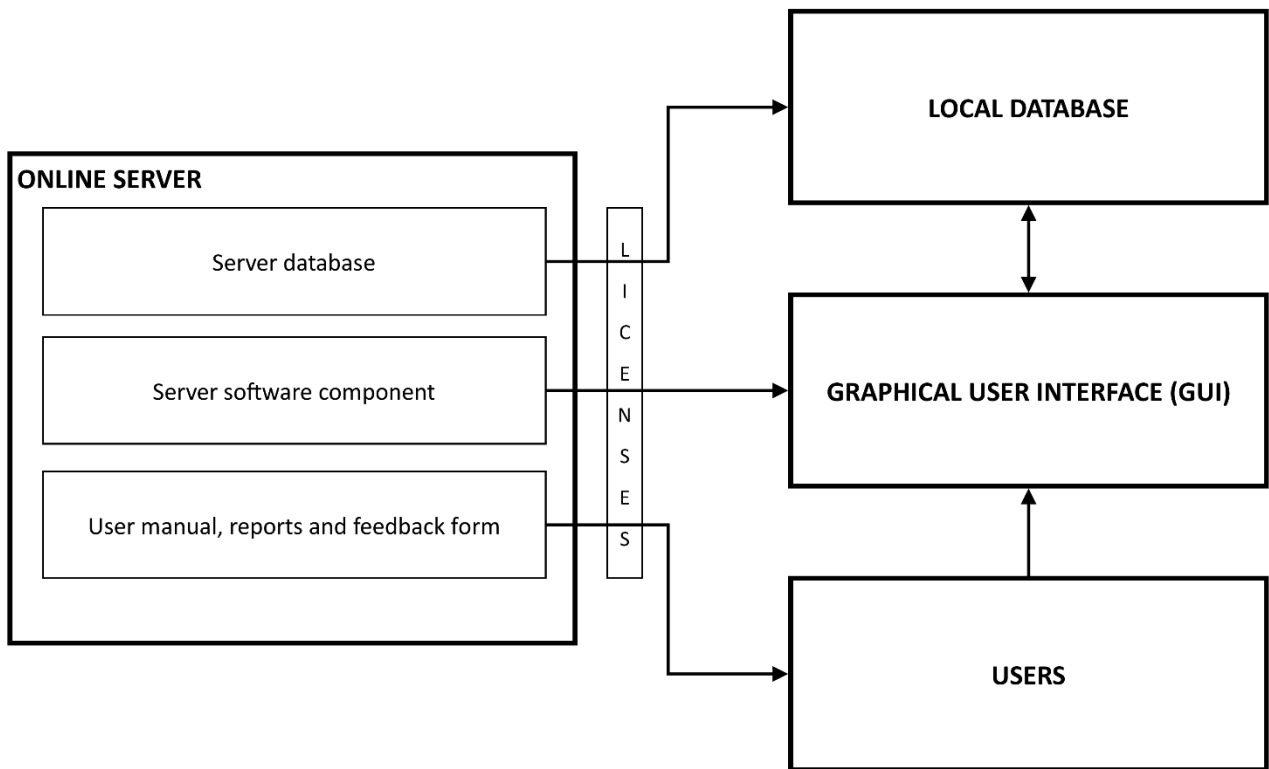 ONLINE SERVER
Server database
Server software component
User manual, reports and feedback form
L
I
C
E
N
S
E
S
LOCAL DATABASE
GRAPHICAL USER INTERFACE (GUI)
USERS